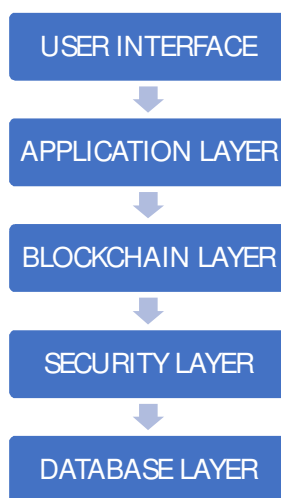 USER INTERFACE
APPLICATION LAYER
BLOCKCHAIN LAYER
SECURITY LAYER
DATABASE LAYER